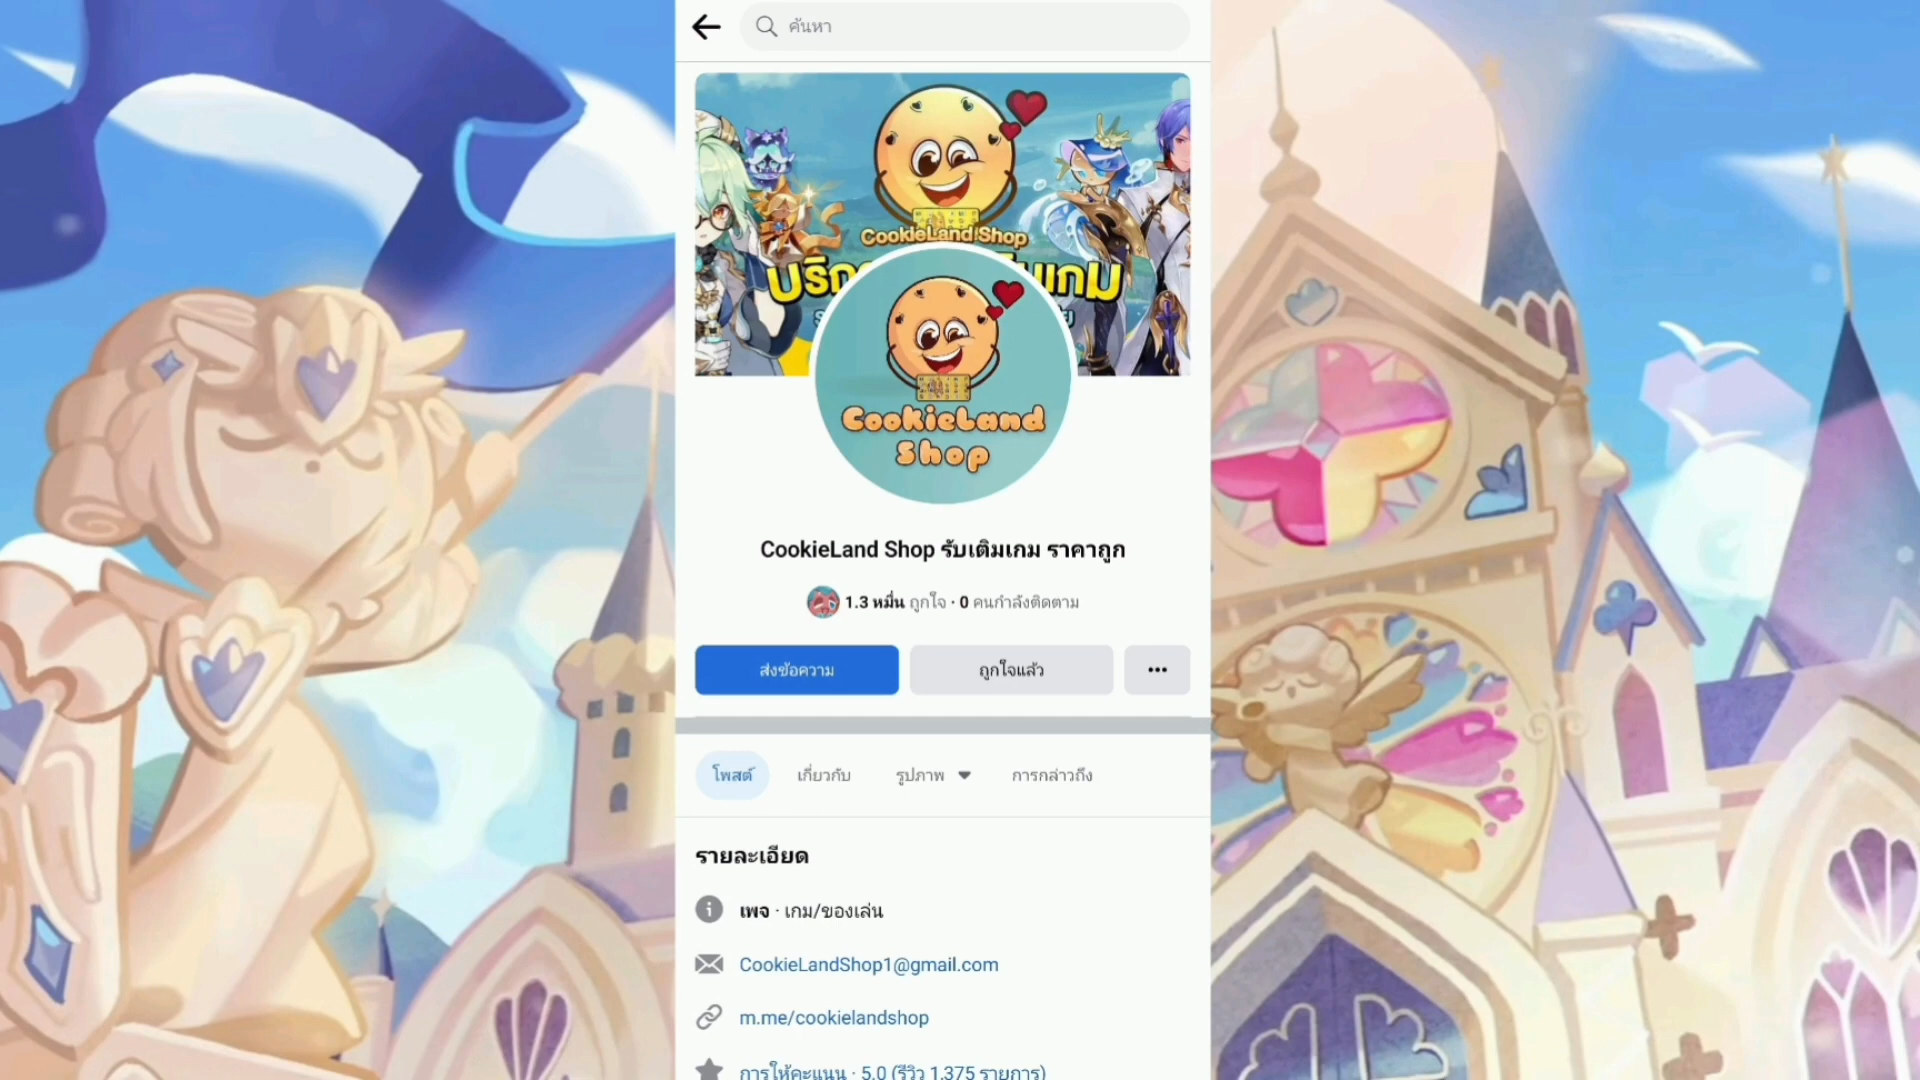 ค้นหา
CookieLand Shop
CookieLand
Shop
CookieLand Shop รับเติมเกม ราคาถูก
1.3 หมื่น ถูกใจ · 0 คนกำลังติดตาม
ส่งข้อความ
ถูกใจแล้ว
โพสต์
เกี่ยวกับ
รูปภาพ
การกล่าวถึง
รายละเอียด
เพจ · เกม/ของเล่น
CookieLandShop1@gmail.com
m.me/cookielandshop
การให้คะแนน · 5.0 (รีวิว 1,375 รายการ)